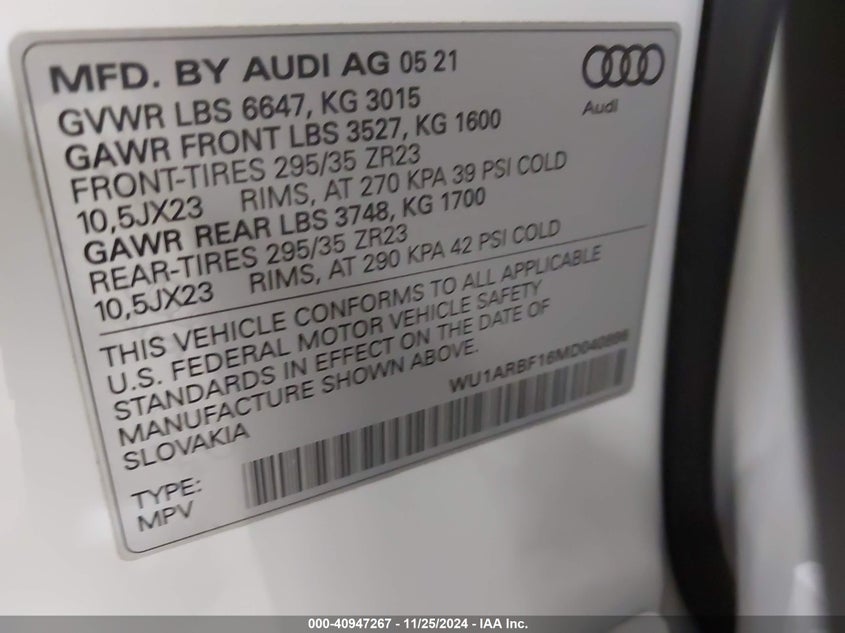 MFD. BY AUDI AG 05 21
Audi
GVWR LBS 6647, KG 3015
GAWR FRONT LBS 3527, KG 1600
FRONT-TIRES 295/35 ZR23
10,5JX23 RIMS, AT 270 KPA 39 PSI COLD
GAWR REAR LBS 3748, KG 1700
REAR-TIRES 295/35 ZR23
10,5JX23 RIMS, AT 290 KPA 42 PSI COLD
THIS VEHICLE CONFORMS TO ALL APPLICABLE
U.S. FEDERAL MOTOR VEHICLE SAFETY
STANDARDS IN EFFECT ON THE DATE OF
MANUFACTURE SHOWN ABOVE.
SLOVAKIA
TYPE:
MPV
000-40947267 - 11/25/2024 - IAA Inc.